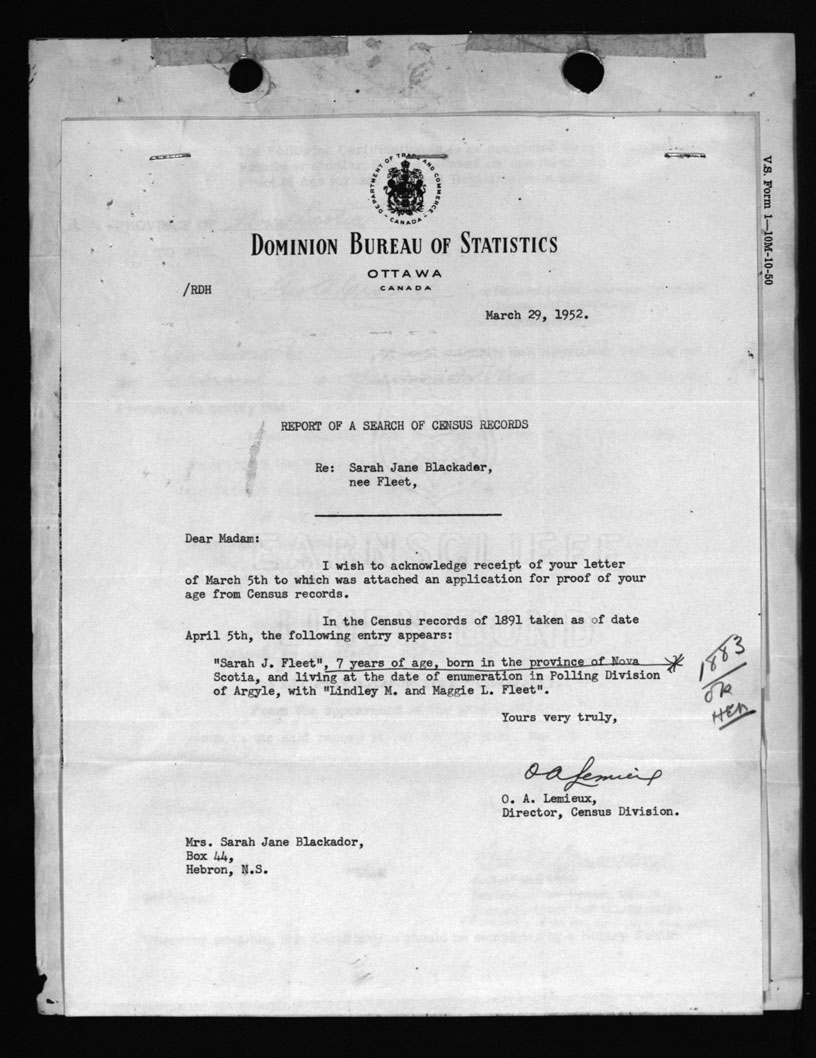 DEPARTMENT OF TRADE AND COMMERCE
CANADA
DOMINION BUREAU OF STATISTICS
OTTAWA
CANADA
V.S. Form 1—10M-10-50
/RDH
March 29, 1952.
REPORT OF A SEARCH OF CENSUS RECORDS
Re: Sarah Jane Blackader,
nee Fleet,
Dear Madam:
I wish to acknowledge receipt of your letter
of March 5th to which was attached an application for proof of your
age from Census records.
In the Census records of 1891 taken as of date
April 5th, the following entry appears:
"Sarah J. Fleet", 7 years of age, born in the province of Nova
Scotia, and living at the date of enumeration in Polling Division
of Argyle, with "Lindley M. and Maggie L. Fleet".
1883
OK
HEB
Yours very truly,
O A Lemieux
O. A. Lemieux,
Director, Census Division.
Mrs. Sarah Jane Blackador,
Box 44,
Hebron, N.S.
Province, do certify that